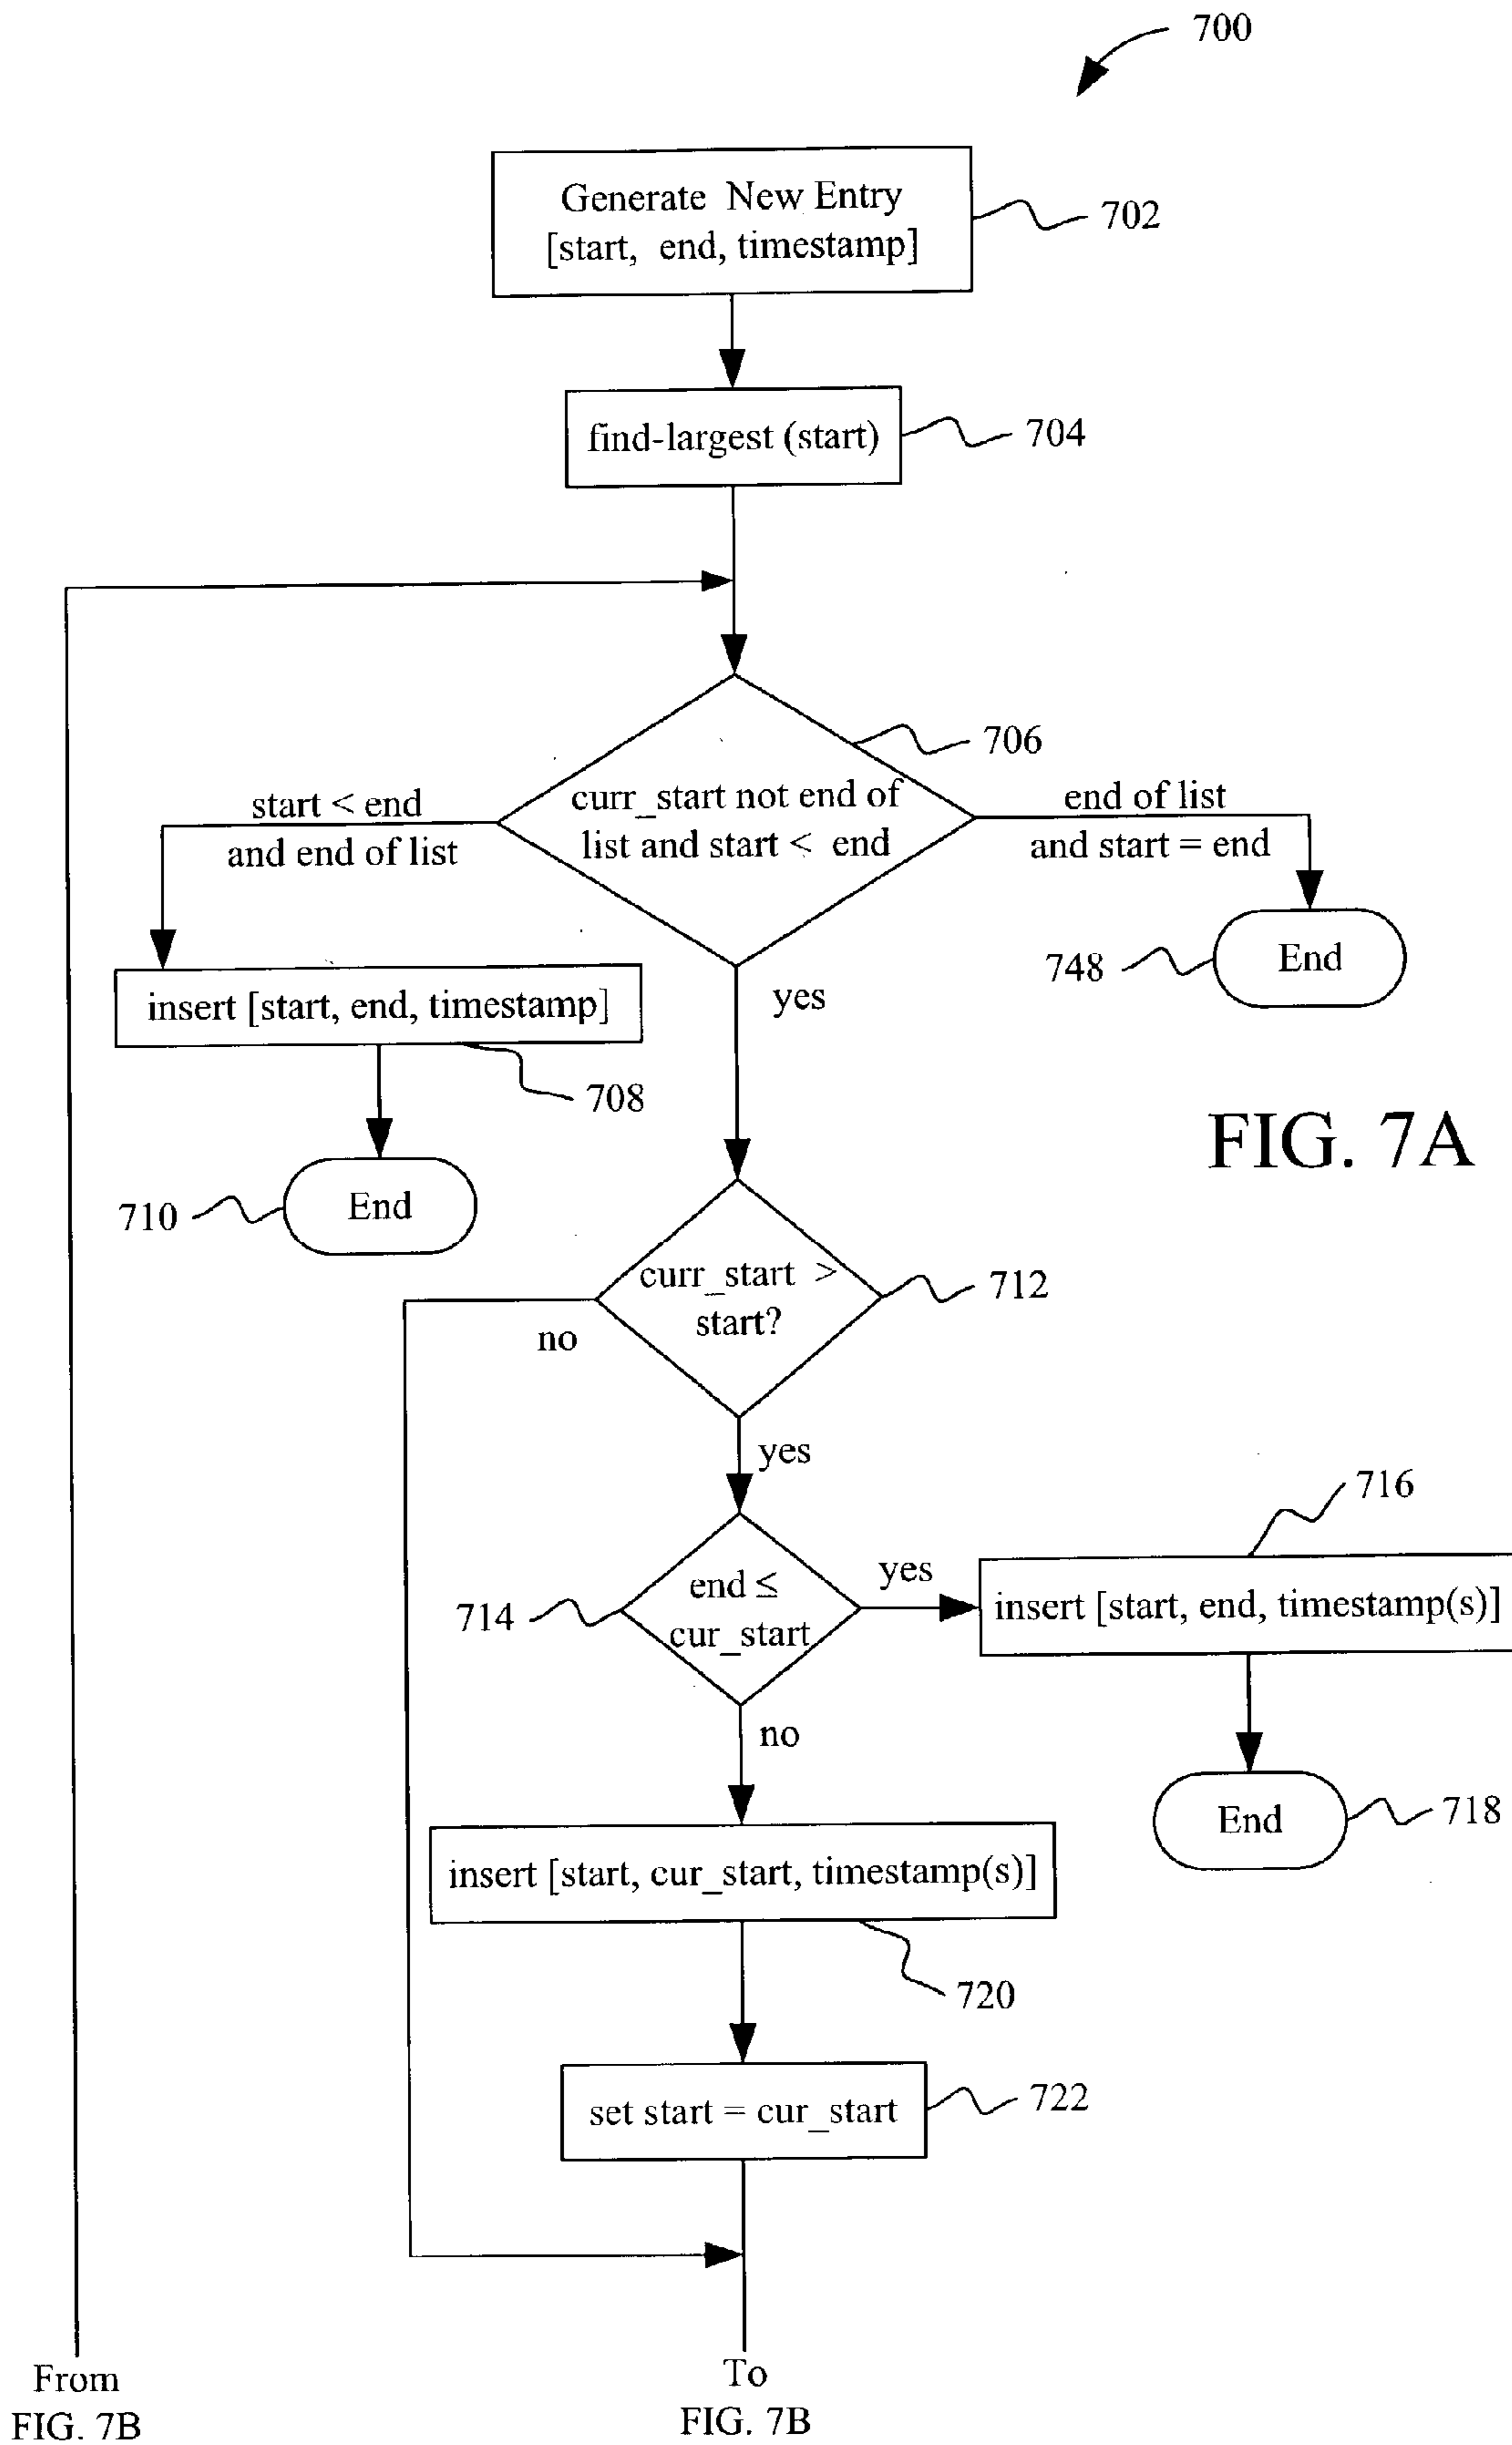 700
Generate New Entry
[start, end, timestamp]
702
find-largest (start)
704
706
curr_start not end of
list and start < end
start < end
and end of list
end of list
and start = end
748
End
yes
insert [start, end, timestamp]
708
FIG. 7A
710
End
curr_start >
start?
712
no
yes
716
714
end ≤
cur_start
yes
insert [start, end, timestamp(s)]
no
End
718
insert [start, cur_start, timestamp(s)]
720
set start = cur_start
722
From
FIG. 7B
To
FIG. 7B